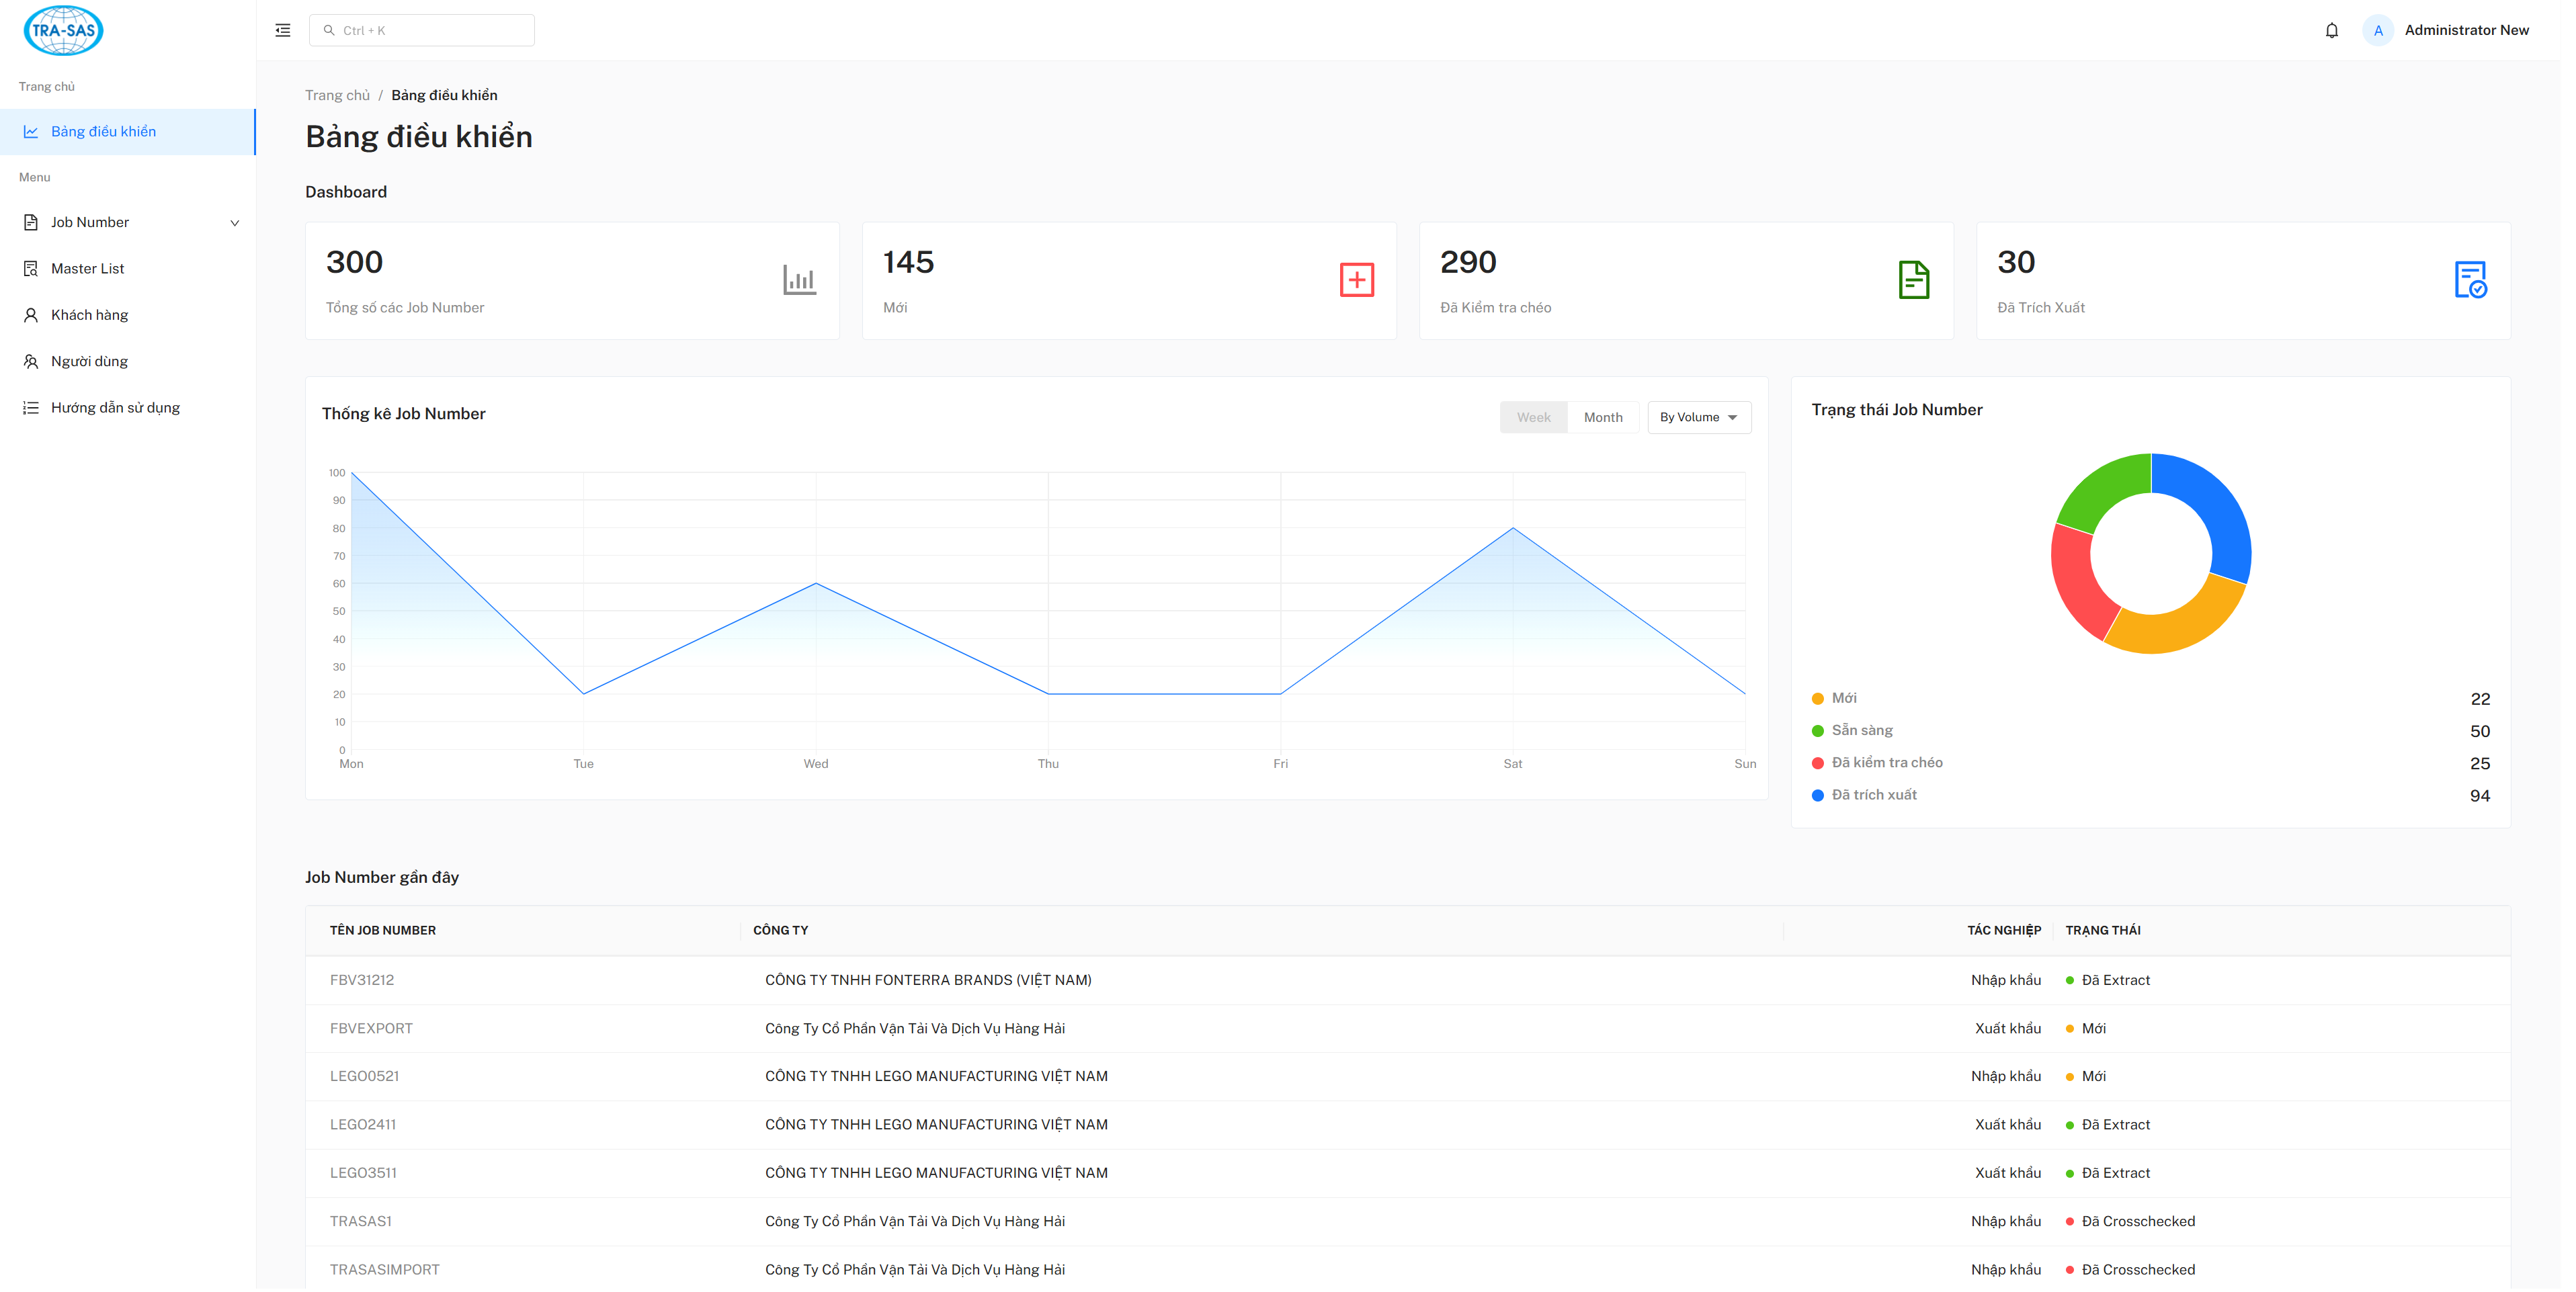 TRA-SAS
Ctrl + K
A
Administrator New
Trang chủ
Bảng điều khiển
Menu
Job Number
Master List
Khách hàng
Người dùng
Hướng dẫn sử dụng
Trang chủ / Bảng điều khiển
Bảng điều khiển
Dashboard
300
Tổng số các Job Number
145
Mới
290
Đã Kiểm tra chéo
30
Đã Trích Xuất
Thống kê Job Number
Week Month By Volume
100
90
80
70
60
50
40
30
20
10
0
Mon Tue Wed Thu Fri Sat Sun
Trạng thái Job Number
Mới 22
Sẵn sàng 50
Đã kiểm tra chéo 25
Đã trích xuất 94
Job Number gần đây
TÊN JOB NUMBER CÔNG TY TÁC NGHIỆP TRẠNG THÁI
FBV31212 CÔNG TY TNHH FONTERRA BRANDS (VIỆT NAM) Nhập khẩu Đã Extract
FBVEXPORT Công Ty Cổ Phần Vận Tải Và Dịch Vụ Hàng Hải Xuất khẩu Mới
LEGO0521 CÔNG TY TNHH LEGO MANUFACTURING VIỆT NAM Nhập khẩu Mới
LEGO2411 CÔNG TY TNHH LEGO MANUFACTURING VIỆT NAM Xuất khẩu Đã Extract
LEGO3511 CÔNG TY TNHH LEGO MANUFACTURING VIỆT NAM Xuất khẩu Đã Extract
TRASAS1 Công Ty Cổ Phần Vận Tải Và Dịch Vụ Hàng Hải Nhập khẩu Đã Crosschecked
TRASASIMPORT Công Ty Cổ Phần Vận Tải Và Dịch Vụ Hàng Hải Nhập khẩu Đã Crosschecked